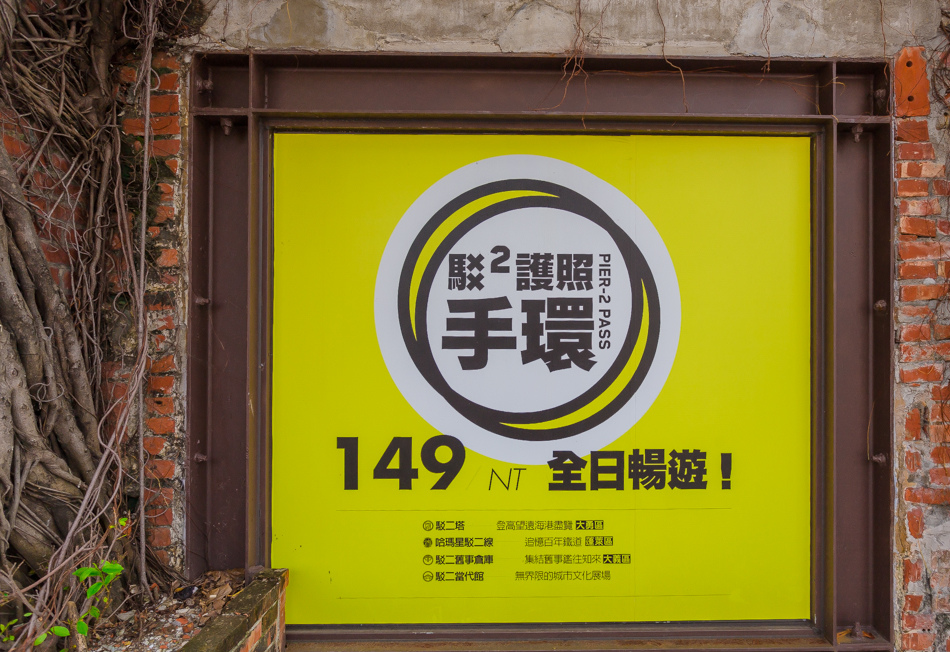 駁2護照
手環
PIER-2 PASS
149/NT 全日暢遊!
駁二塔 登高望遠海港盡覽 大勇區
哈瑪星駁二線 追憶百年鐵道 蓬萊區
駁二舊事倉庫 集結舊事鑑往知來 大義區
駁二當代館 無界限的城市文化展場